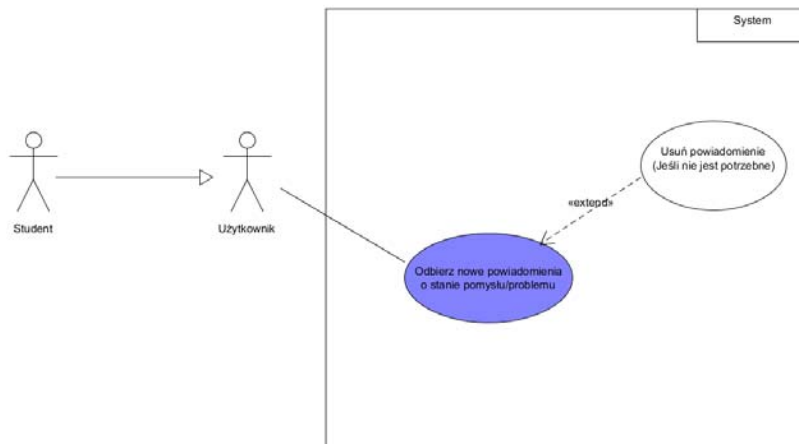 System
Usuń powiadomienie
(Jeśli nie jest potrzebne)
«extend»
Student
Użytkownik
Odbierz nowe powiadomienia
o stanie pomysłu/problemu